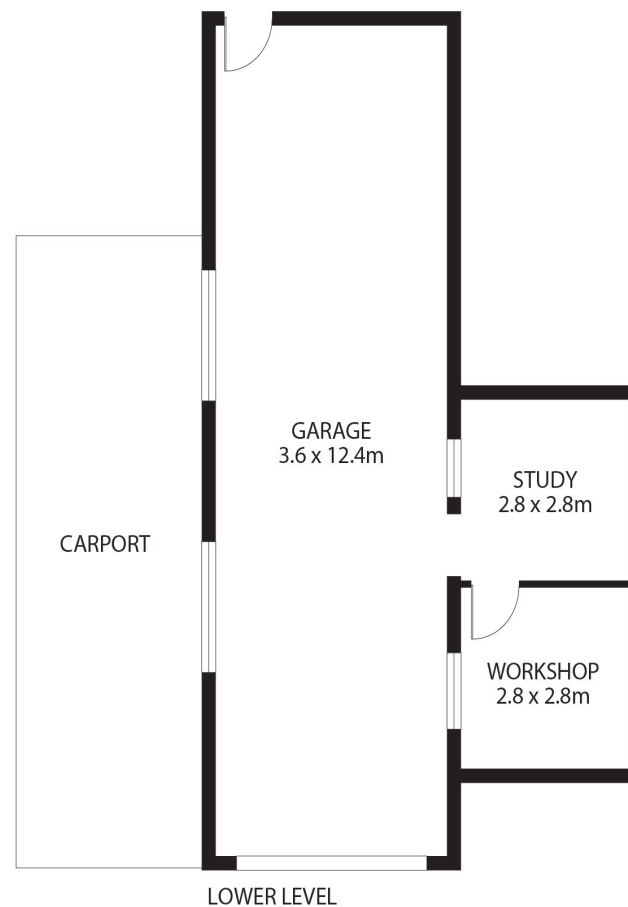 GARAGE
3.6 x 12.4m
STUDY
2.8 x 2.8m
CARPORT
WORKSHOP
2.8 x 2.8m
LOWER LEVEL